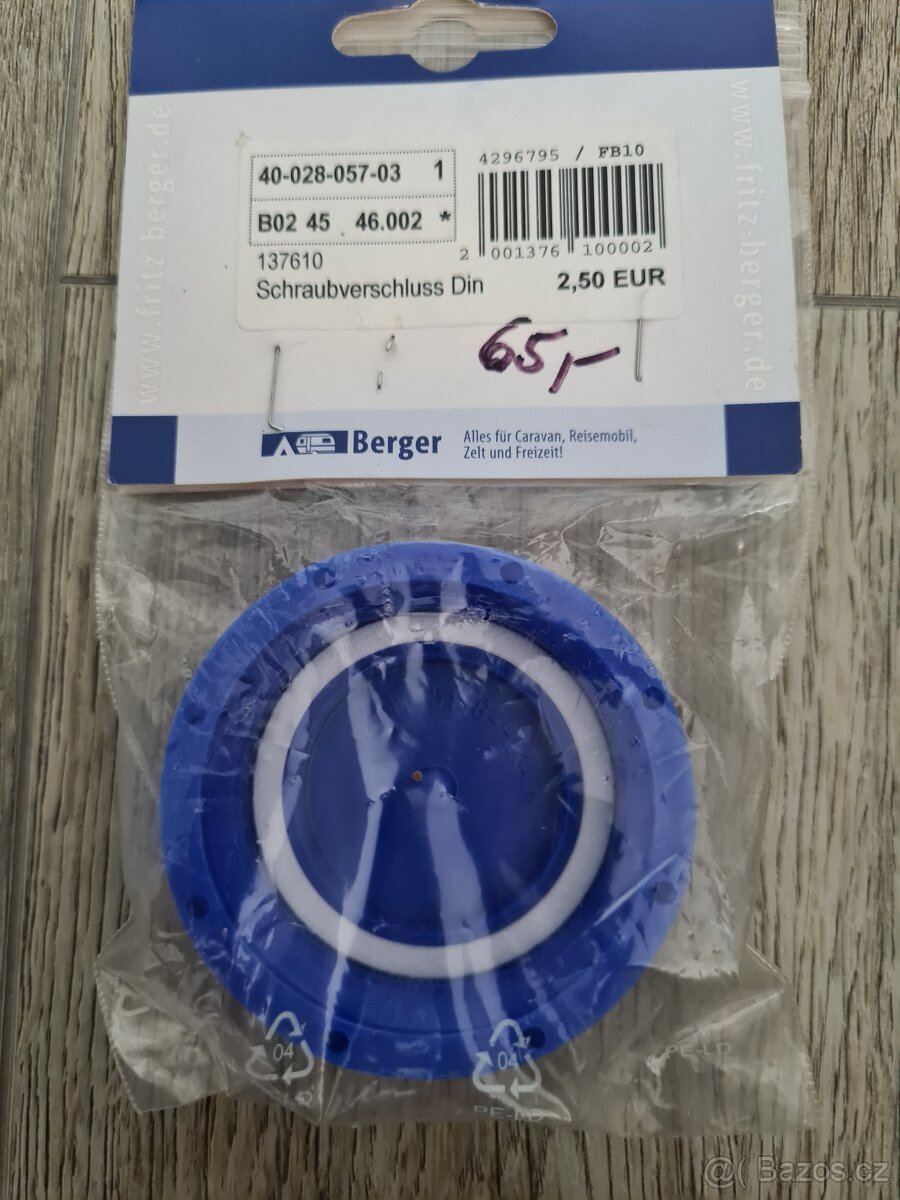 www.fritz-berger.de
www.fritz-berger.de
40-028-057-03 1
B02 45 46.002 *
4296795 / FB10
2 001376 100002
137610
Schraubverschluss Din 2,50 EUR
65,-
Berger
Alles für Caravan, Reisemobil,
Zelt und Freizeit!
04
04
PE-LD
PE-LD
@( Bazos.cz